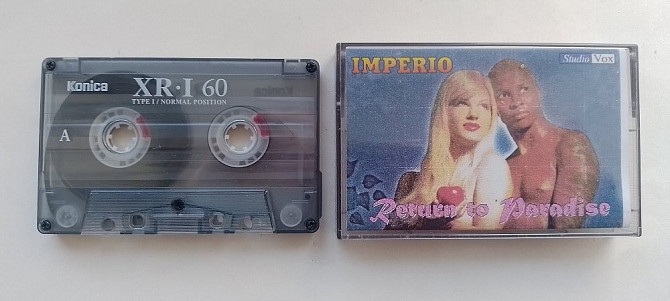 Konica
XR·I 60
TYPE I / NORMAL POSITION
A
IMPERIO
Studio Vox
Return to Paradise